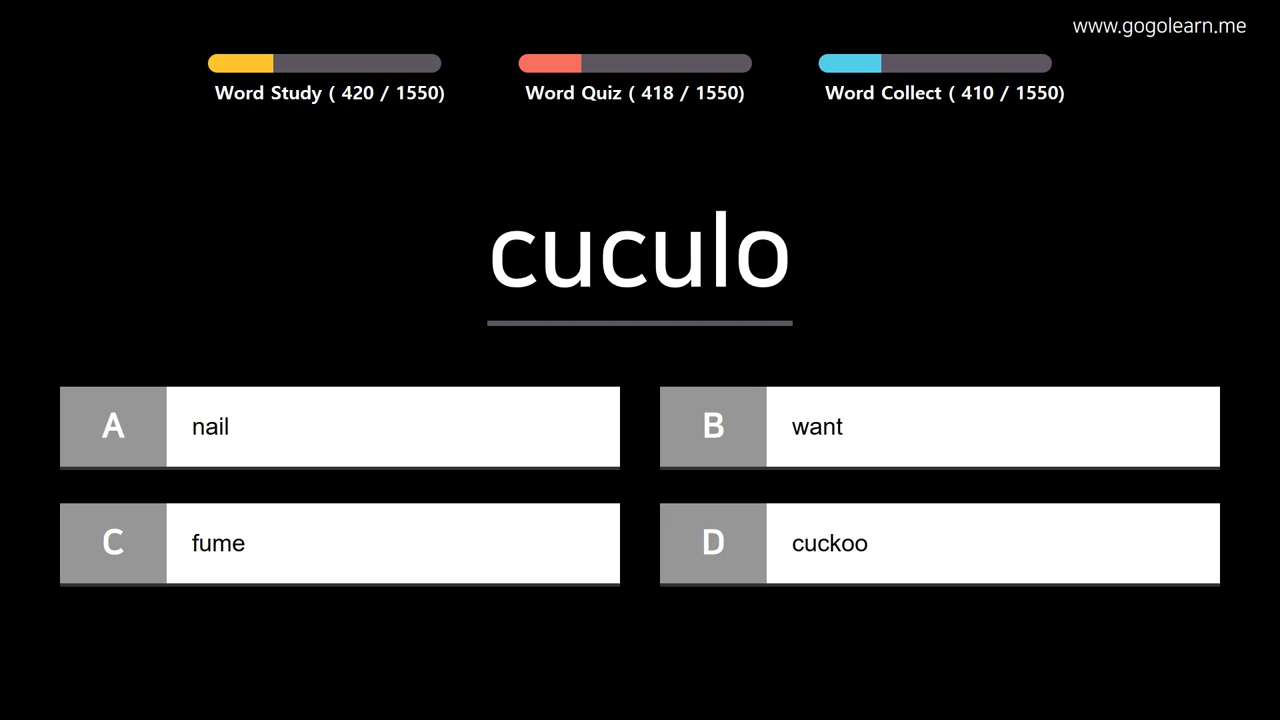 www.gogolearn.me
Word Study ( 420 / 1550)
Word Quiz ( 418 / 1550)
Word Collect ( 410 / 1550)
cuculo
A nail
B want
C fume
D cuckoo